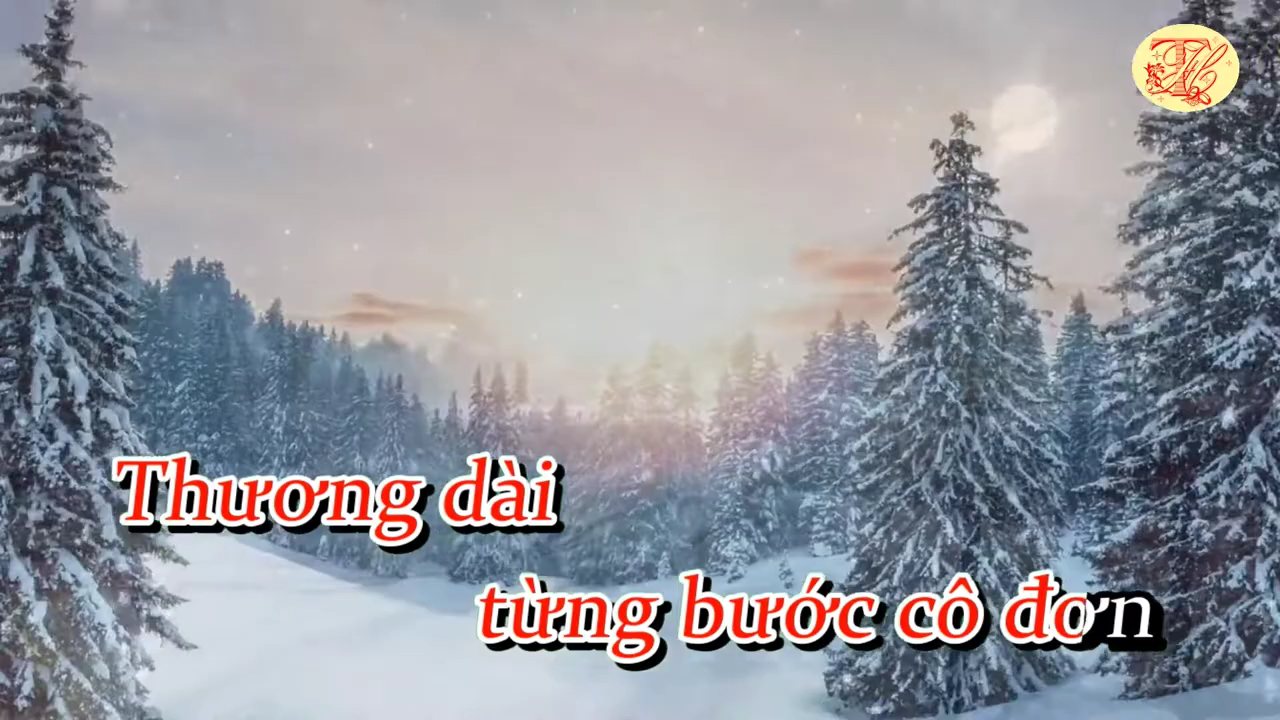 Thương dài
từng bước cô đơn